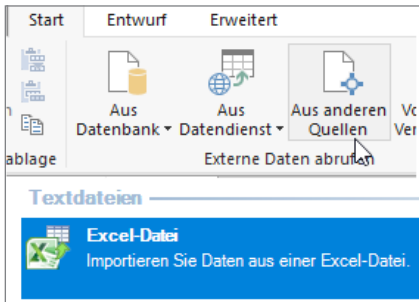 Start Entwurf Erweitert
Aus Datenbank
Aus Datendienst
Aus anderen Quellen
Externe Daten abrufen
Textdateien
Excel-Datei
Importieren Sie Daten aus einer Excel-Datei.